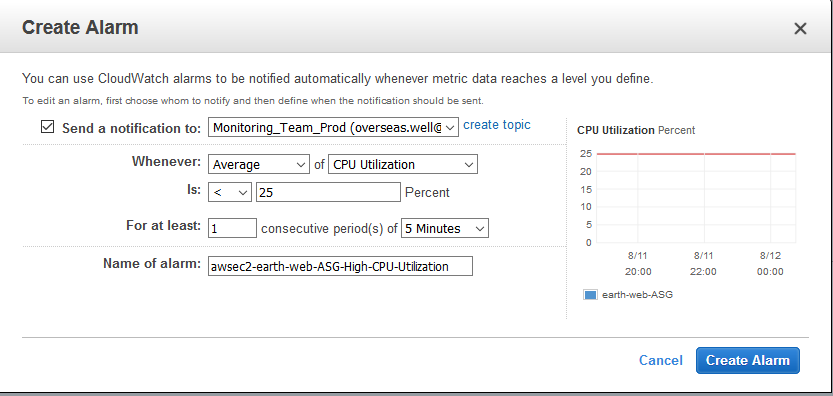 Create Alarm
You can use CloudWatch alarms to be notified automatically whenever metric data reaches a level you define.
To edit an alarm, first choose whom to notify and then define when the notification should be sent.
Send a notification to: Monitoring_Team_Prod (overseas.well@ create topic
Whenever: Average of CPU Utilization
Is: < 25 Percent
For at least: 1 consecutive period(s) of 5 Minutes
Name of alarm: awsec2-earth-web-ASG-High-CPU-Utilization
CPU Utilization Percent
25
20
15
10
5
0
8/11 8/11 8/12
20:00 22:00 00:00
earth-web-ASG
Cancel Create Alarm